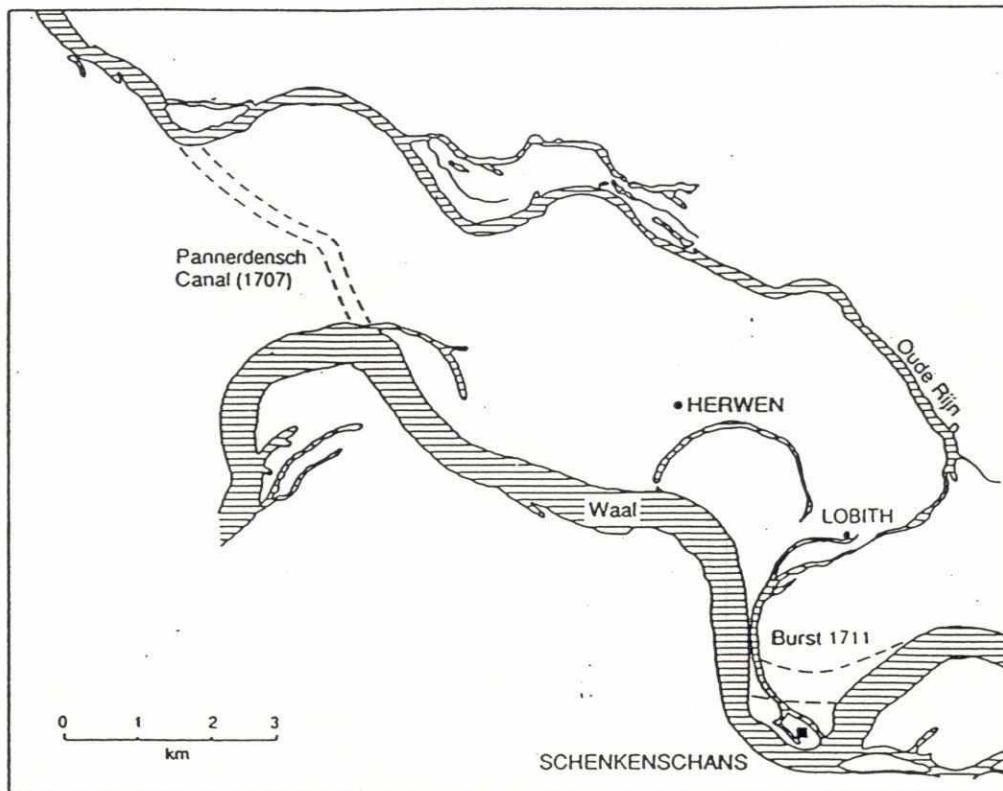 Pannerdensch
Canal (1707)
Oude Rijn
HERWEN
Waal
LOBITH
Burst 1711
0 1 2 3
km
SCHENKENSCHANS